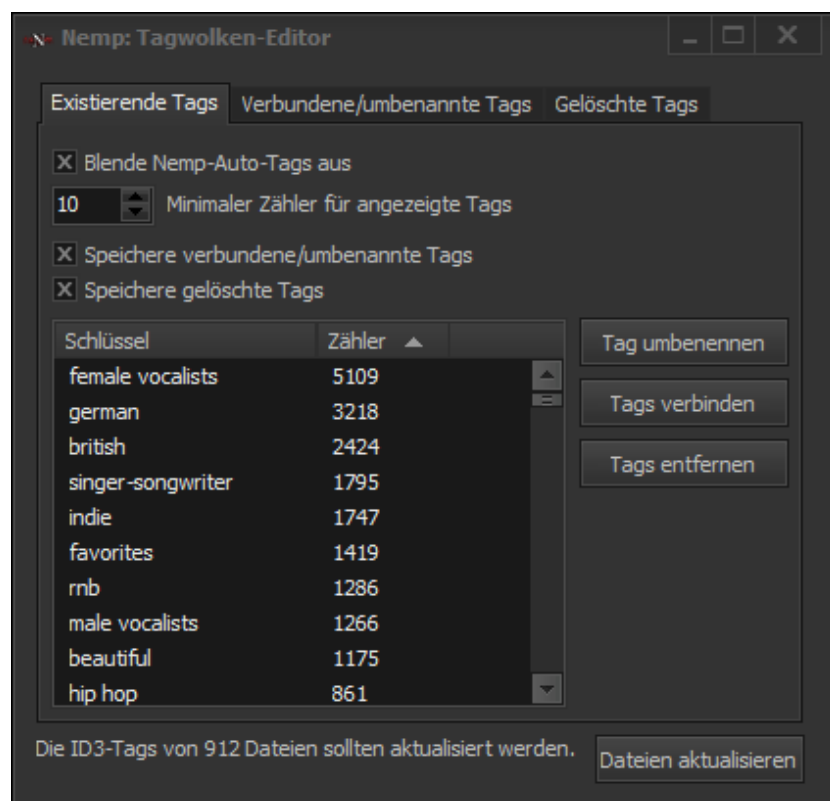 Nemp: Tagwolken-Editor
Existierende Tags Verbundene/umbenannte Tags Gelöschte Tags
Blende Nemp-Auto-Tags aus
10 Minimaler Zähler für angezeigte Tags
Speichere verbundene/umbenannte Tags
Speichere gelöschte Tags
Schlüssel Zähler
female vocalists 5109
german 3218
british 2424
singer-songwriter 1795
indie 1747
favorites 1419
rnb 1286
male vocalists 1266
beautiful 1175
hip hop 861
Tag umbenennen
Tags verbinden
Tags entfernen
Die ID3-Tags von 912 Dateien sollten aktualisiert werden.
Dateien aktualisieren